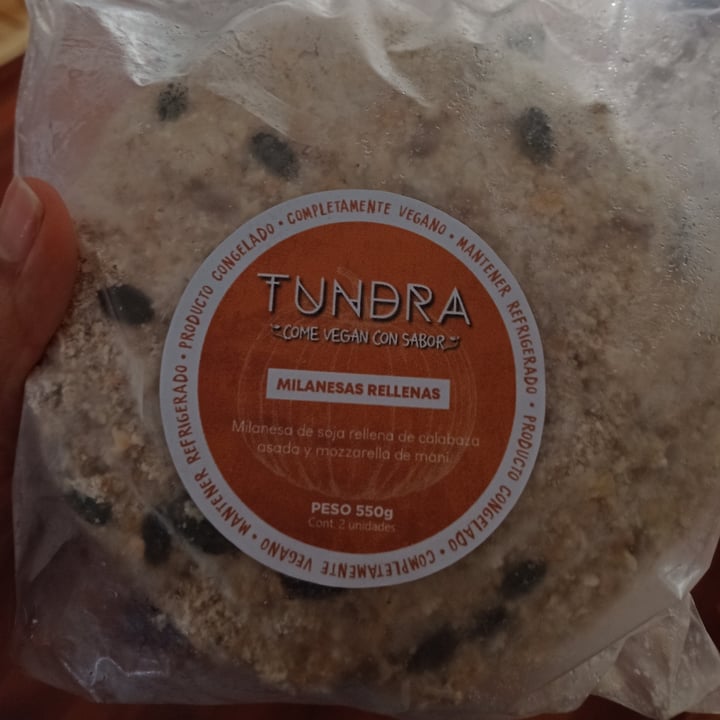 TUNDRA
COME VEGAN CON SABOR
MILANESAS RELLENAS
Milanesa de soja rellena de calabaza
asada y mozzarella de maní.
PESO 550g
Cont. 2 unidades
COMPLETAMENTE VEGANO • MANTENER REFRIGERADO • PRODUCTO CONGELADO • COMPLETAMENTE VEGANO • MANTENER REFRIGERADO • PRODUCTO CONGELADO •